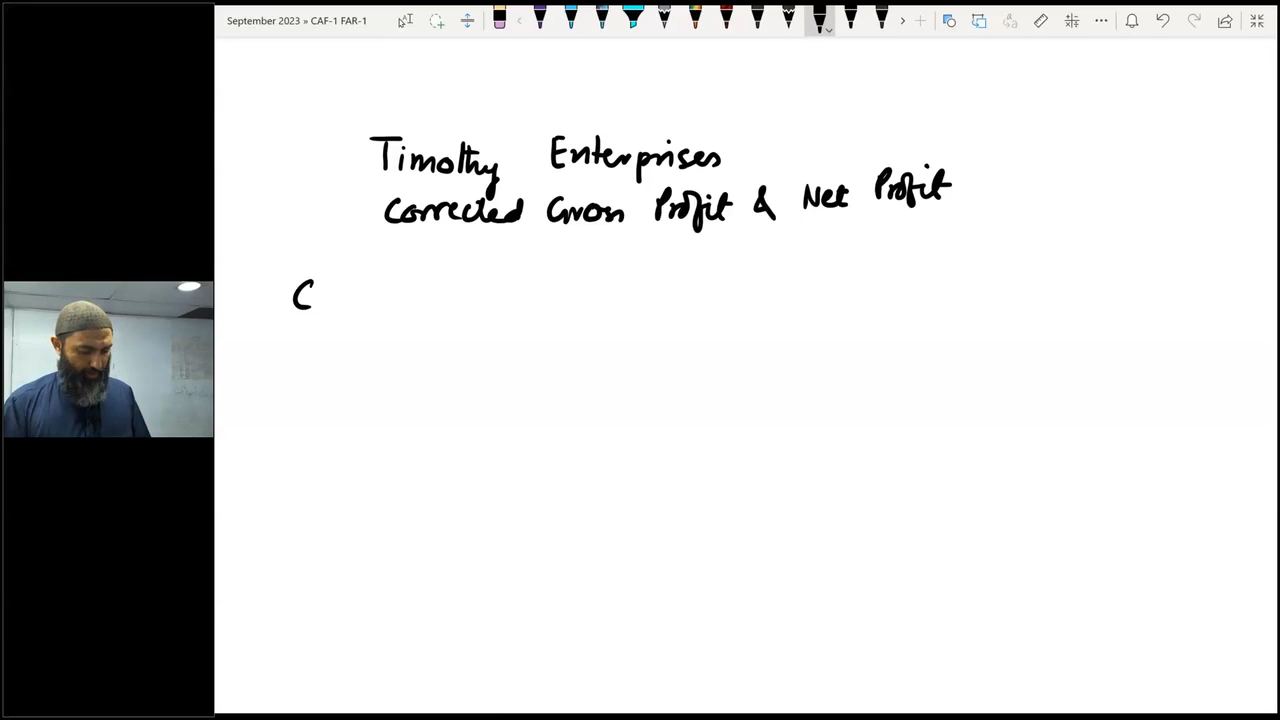 September 2023 » CAF-1 FAR-1
Timothy Enterprises
Corrected Gross Profit & Net Profit
C